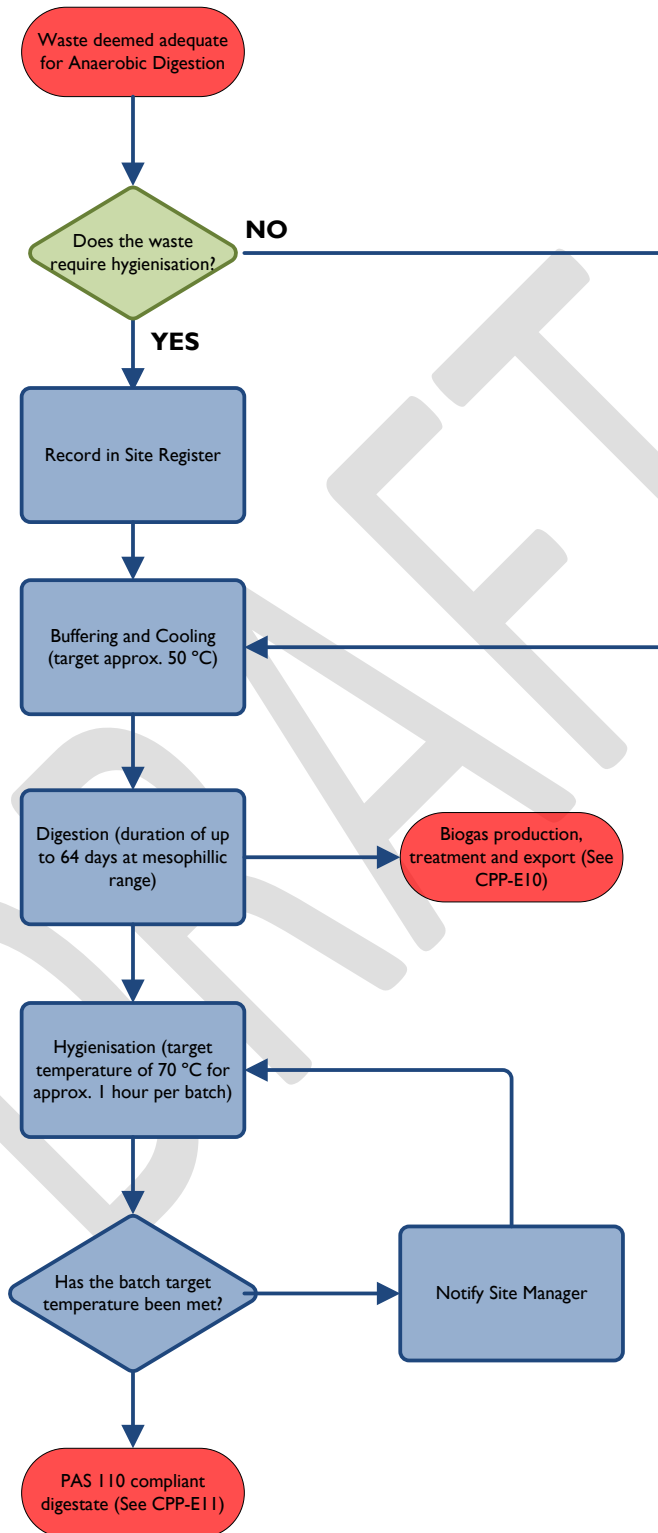 Waste deemed adequate
for Anaerobic Digestion
Does the waste
require hygienisation?
NO
YES
Record in Site Register
Buffering and Cooling
(target approx. 50 ºC)
Digestion (duration of up
to 64 days at mesophillic
range)
Biogas production,
treatment and export (See
CPP-E10)
Hygienisation (target
temperature of 70 ºC for
approx. 1 hour per batch)
Has the batch target
temperature been met?
Notify Site Manager
PAS 110 compliant
digestate (See CPP-E11)
DRAFT